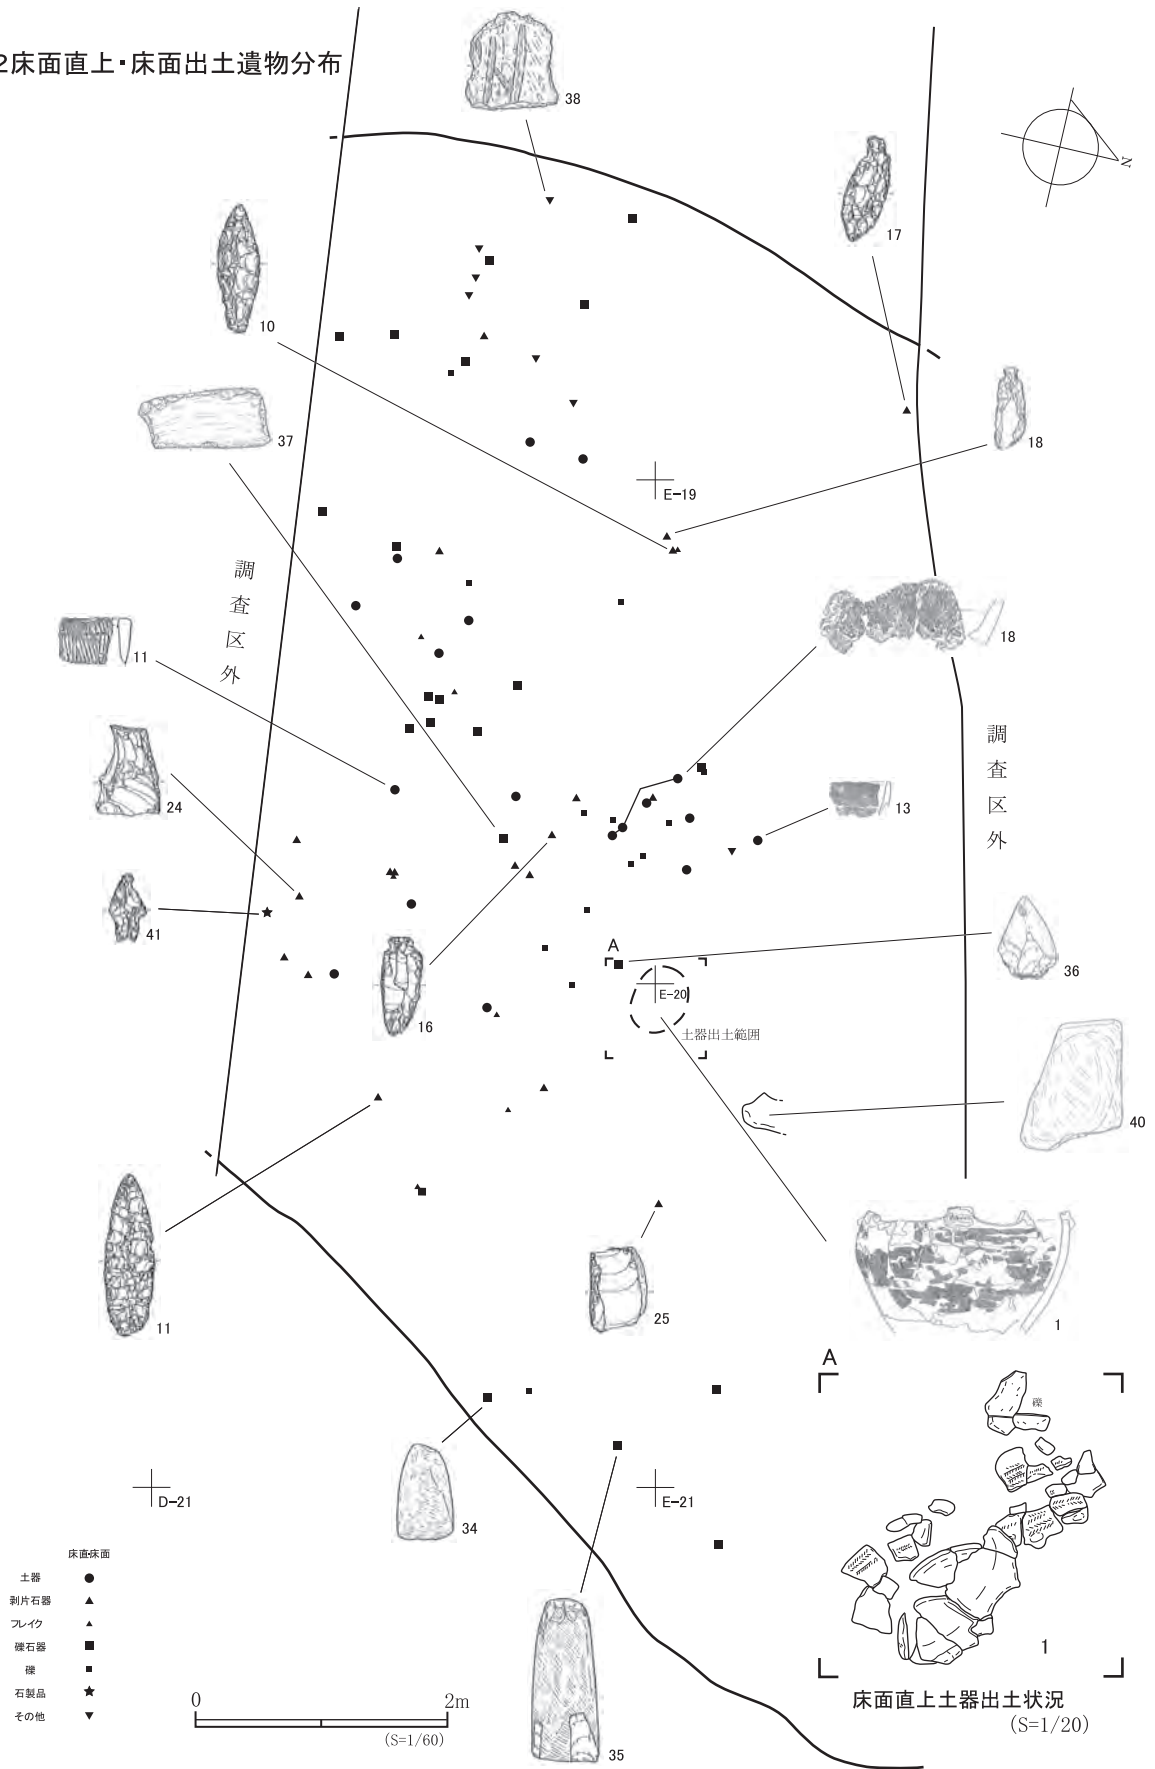 2床面直上・床面出土遺物分布
38
N
17
10
37
18
E-19
調査区外
18
11
調査区外
24
13
41
A
36
E-20
16
土器出土範囲
40
11
25
1
A
礫
34
D-21
E-21
床直・床面
土器
剥片石器
フレイク
礫石器
礫
石製品
その他
0 2m
(S=1/60)
35
1
床面直上土器出土状況
(S=1/20)